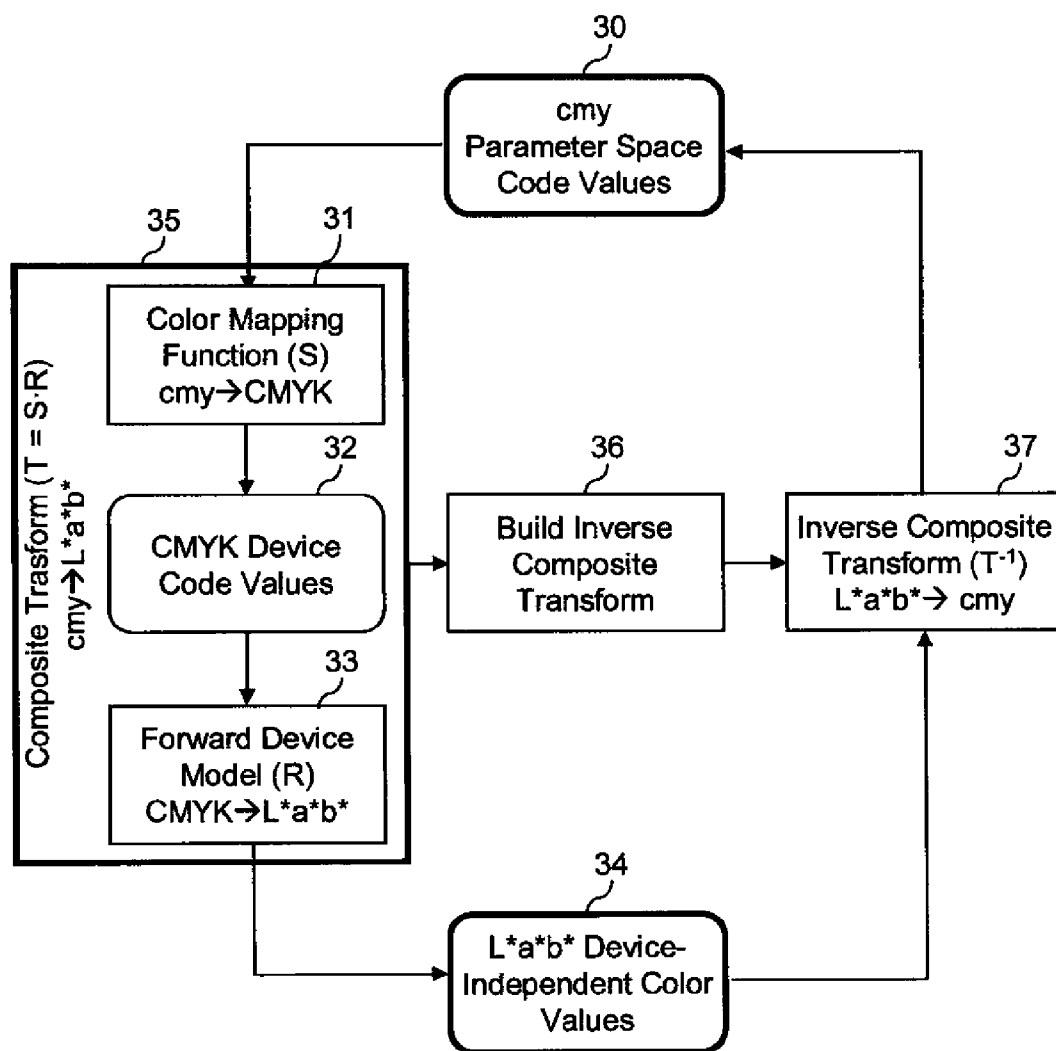 30
cmy
Parameter Space
Code Values
35
31
Composite Trasform (T = S·R)
cmy→L*a*b*
Color Mapping
Function (S)
cmy→CMYK
32
CMYK Device
Code Values
33
Forward Device
Model (R)
CMYK→L*a*b*
36
Build Inverse
Composite
Transform
37
Inverse Composite
Transform (T-1)
L*a*b*→ cmy
34
L*a*b* Device-
Independent Color
Values